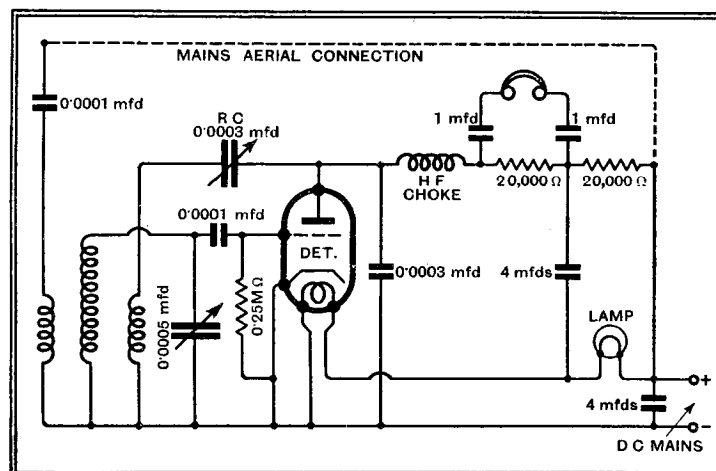 MAINS AERIAL CONNECTION
0·0001 mfd
R C
0·0003 mfd
1 mfd
1 mfd
H F
CHOKE
20,000 Ω
20,000 Ω
0·0001 mfd
DET.
0·0003 mfd
4 mfds
0·0005 mfd
0·25M Ω
LAMP
+
4 mfds
-
D C MAINS